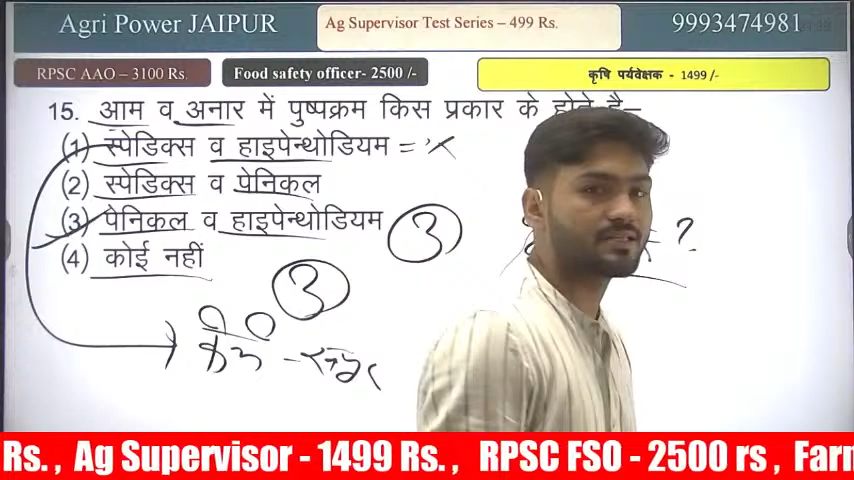 Agri Power JAIPUR
Ag Supervisor Test Series – 499 Rs.
9993474981
RPSC AAO – 3100 Rs.
Food safety officer- 2500 /-
कृषि पर्यवेक्षक - 1499 /-
15. आम व अनार में पुष्पक्रम किस प्रकार के होते है–
(1) स्पेडिक्स व हाइपेन्थोडियम = ×
(2) स्पेडिक्स व पेनिकल
(3) पेनिकल व हाइपेन्थोडियम
(4) कोई नहीं
3
3
?
Rs. , Ag Supervisor - 1499 Rs. , RPSC FSO - 2500 rs , Farm